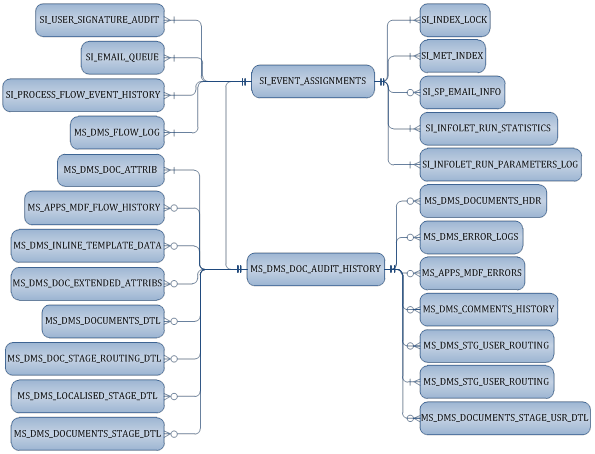 SI_USER_SIGNATURE_AUDIT
SI_EMAIL_QUEUE
SI_PROCESS_FLOW_EVENT_HISTORY
MS_DMS_FLOW_LOG
SI_EVENT_ASSIGNMENTS
SI_INDEX_LOCK
SI_MET_INDEX
SI_SP_EMAIL_INFO
SI_INFOLET_RUN_STATISTICS
SI_INFOLET_RUN_PARAMETERS_LOG
MS_DMS_DOC_ATTRIB
MS_APPS_MDF_FLOW_HISTORY
MS_DMS_INLINE_TEMPLATE_DATA
MS_DMS_DOC_EXTENDED_ATTRIBS
MS_DMS_DOCUMENTS_DTL
MS_DMS_DOC_STAGE_ROUTING_DTL
MS_DMS_LOCALISED_STAGE_DTL
MS_DMS_DOCUMENTS_STAGE_DTL
MS_DMS_DOC_AUDIT_HISTORY
MS_DMS_DOCUMENTS_HDR
MS_DMS_ERROR_LOGS
MS_APPS_MDF_ERRORS
MS_DMS_COMMENTS_HISTORY
MS_DMS_STG_USER_ROUTING
MS_DMS_STG_USER_ROUTING
MS_DMS_DOCUMENTS_STAGE_USR_DTL